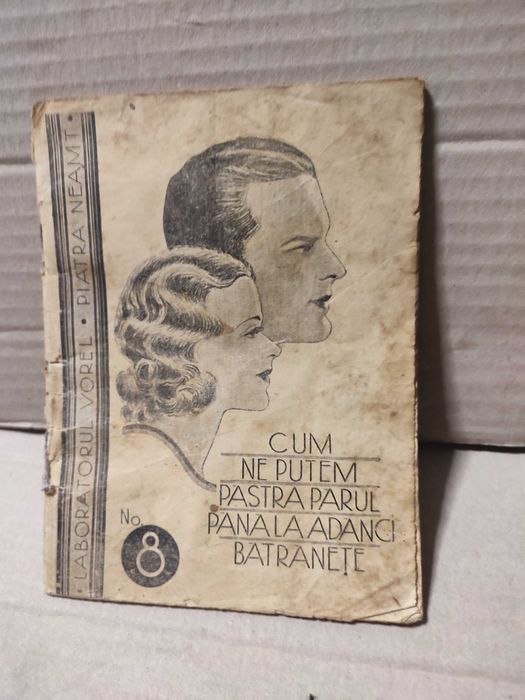 LABORATORUL VOREL • PIATRA NEAMT •
CUM
NE PUTEM
PASTRA PARUL
PANA LA ADANCI
BATRANEȚE
No
8